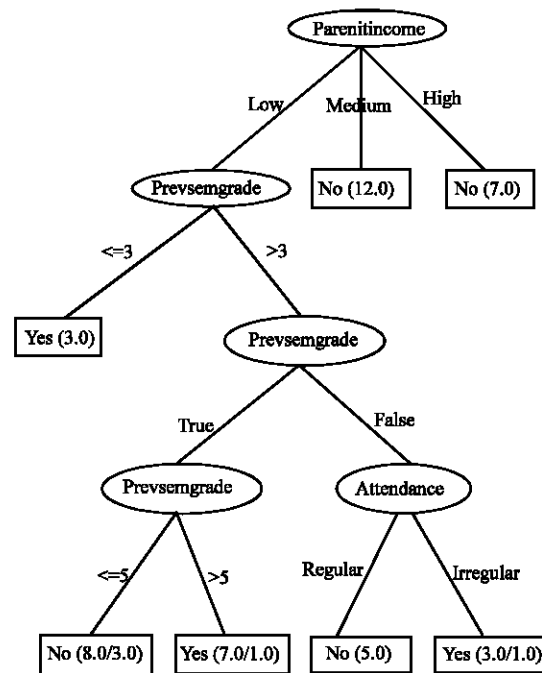 Parenitincome
Low
Medium
High
Prevsemgrade
No (12.0)
No (7.0)
<=3
>3
Yes (3.0)
Prevsemgrade
True
False
Prevsemgrade
Attendance
<=5
>5
Regular
Irregular
No (8.0/3.0)
Yes (7.0/1.0)
No (5.0)
Yes (3.0/1.0)